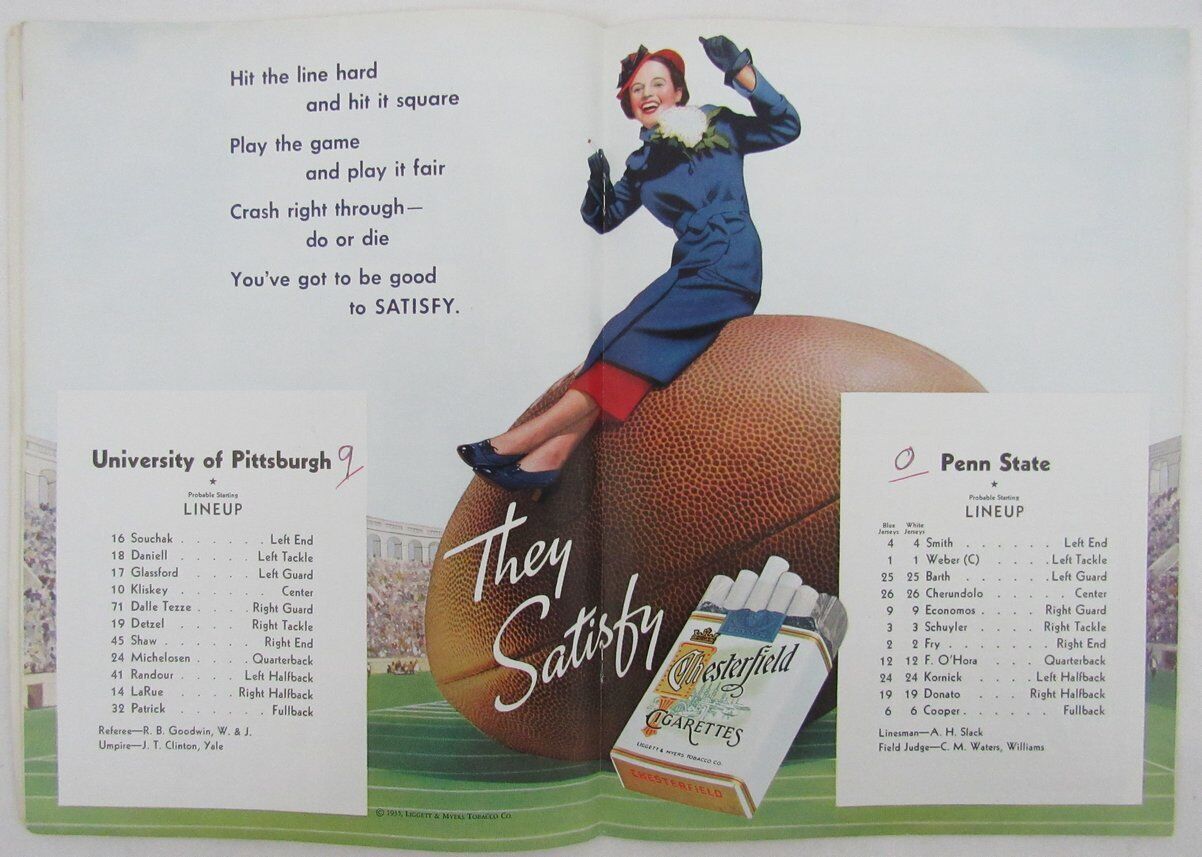 Hit the line hard
and hit it square
Play the game
and play it fair
Crash right through—
do or die
You've got to be good
to SATISFY.
University of Pittsburgh 9
★
Probable Starting
LINEUP
16 Souchak . . . . . . Left End
18 Daniell . . . . . Left Tackle
17 Glassford . . . . Left Guard
10 Kliskey . . . . . . Center
71 Dalle Tezze . . . . Right Guard
19 Detzel . . . . . Right Tackle
45 Shaw . . . . . . Right End
24 Michelosen . . . . Quarterback
41 Randour . . . . . Left Halfback
14 LaRue . . . . Right Halfback
32 Patrick . . . . . . Fullback
Referee—R. B. Goodwin, W. & J.
Umpire—J. T. Clinton, Yale
They
Satisfy
Chesterfield
CIGARETTES
LIGGETT & MYERS TOBACCO CO.
CHESTERFIELD
0 Penn State
★
Probable Starting
LINEUP
Blue White
Jerseys Jerseys
4 4 Smith . . . . . . Left End
1 1 Weber (C) . . . . Left Tackle
25 25 Barth . . . . . . Left Guard
26 26 Cherundolo . . . . Center
9 9 Economos . . . . Right Guard
3 3 Schuyler . . . . Right Tackle
2 2 Fry . . . . . . Right End
12 12 F. O'Hora . . . . Quarterback
24 24 Kornick . . . . Left Halfback
19 19 Donato . . . . Right Halfback
6 6 Cooper . . . . . . Fullback
Linesman—A. H. Slack
Field Judge—C. M. Waters, Williams
© 1935, LIGGETT & MYERS TOBACCO CO.